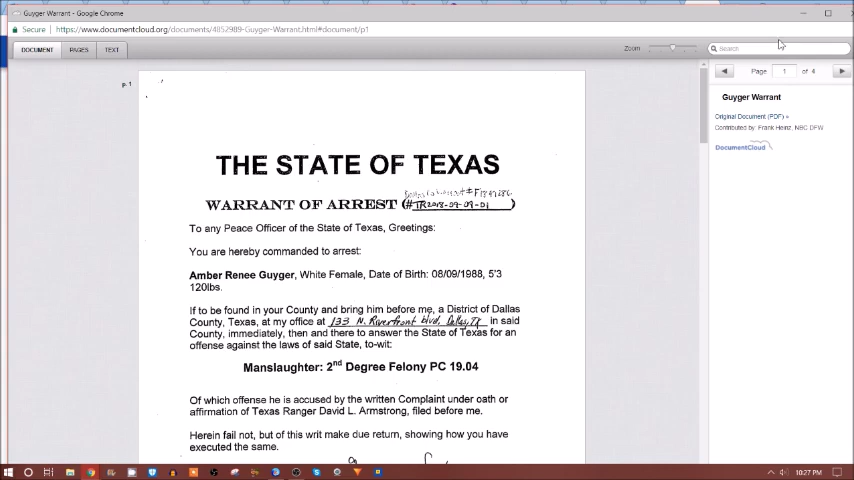 Guyger Warrant - Google Chrome
Secure https://www.documentcloud.org/documents/4852989-Guyger-Warrant.html#document/p1
DOCUMENT PAGES TEXT Zoom Search
p. 1
Page 1 of 4
Guyger Warrant
Original Document (PDF) »
Contributed by: Frank Heinz, NBC DFW
DocumentCloud
THE STATE OF TEXAS
WARRANT OF ARREST (#TR2018-09-09-01)
To any Peace Officer of the State of Texas, Greetings:
You are hereby commanded to arrest:
Amber Renee Guyger, White Female, Date of Birth: 08/09/1988, 5'3
120lbs.
If to be found in your County and bring him before me, a District of Dallas
County, Texas, at my office at 133 N. Riverfront blvd, Dallas, TX in said
County, immediately, then and there to answer the State of Texas for an
offense against the laws of said State, to-wit:
Manslaughter: 2nd Degree Felony PC 19.04
Of which offense he is accused by the written Complaint under oath or
affirmation of Texas Ranger David L. Armstrong, filed before me.
Herein fail not, but of this writ make due return, showing how you have
executed the same.
10:27 PM